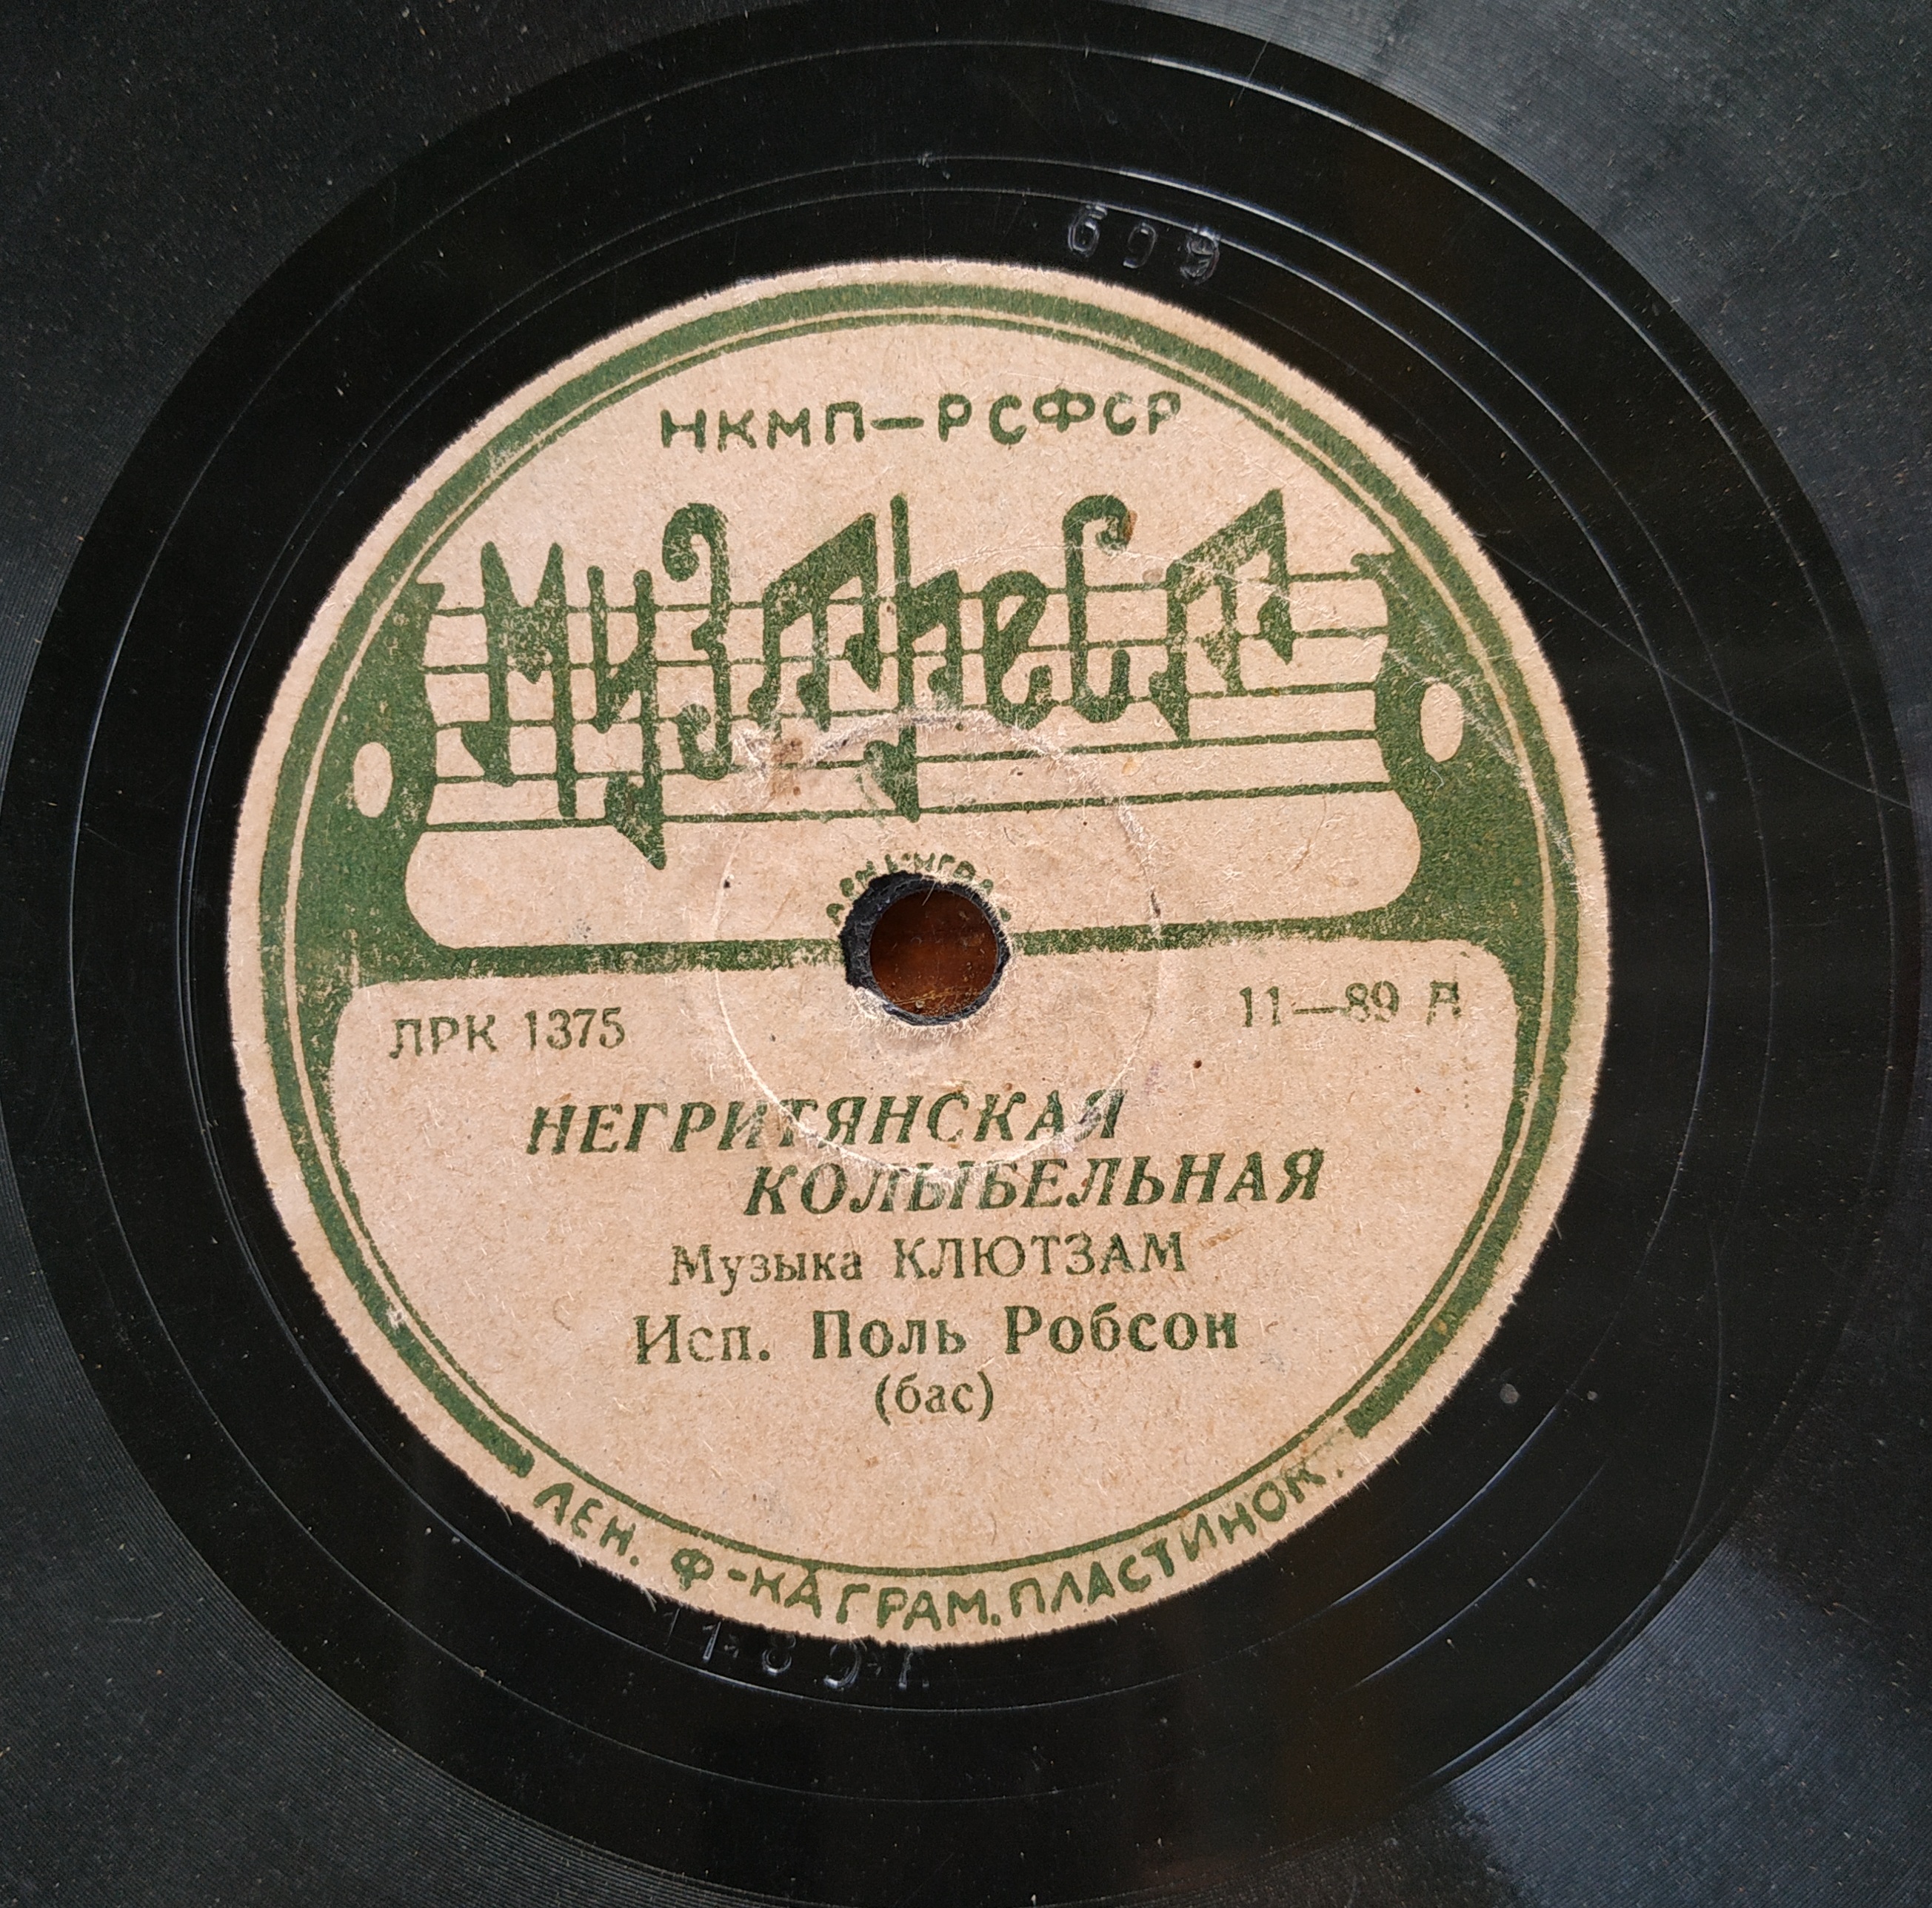 НКМП—РСФСР
Музтрест
ЛЕНИНГРАД
ЛРК 1375
11—89 Д
НЕГРИТЯНСКАЯ
КОЛЫБЕЛЬНАЯ
Музыка КЛЮТЗАМ
Исп. Поль Робсон
(бас)
ЛЕН. Ф-КА ГРАМ. ПЛАСТИНОК.